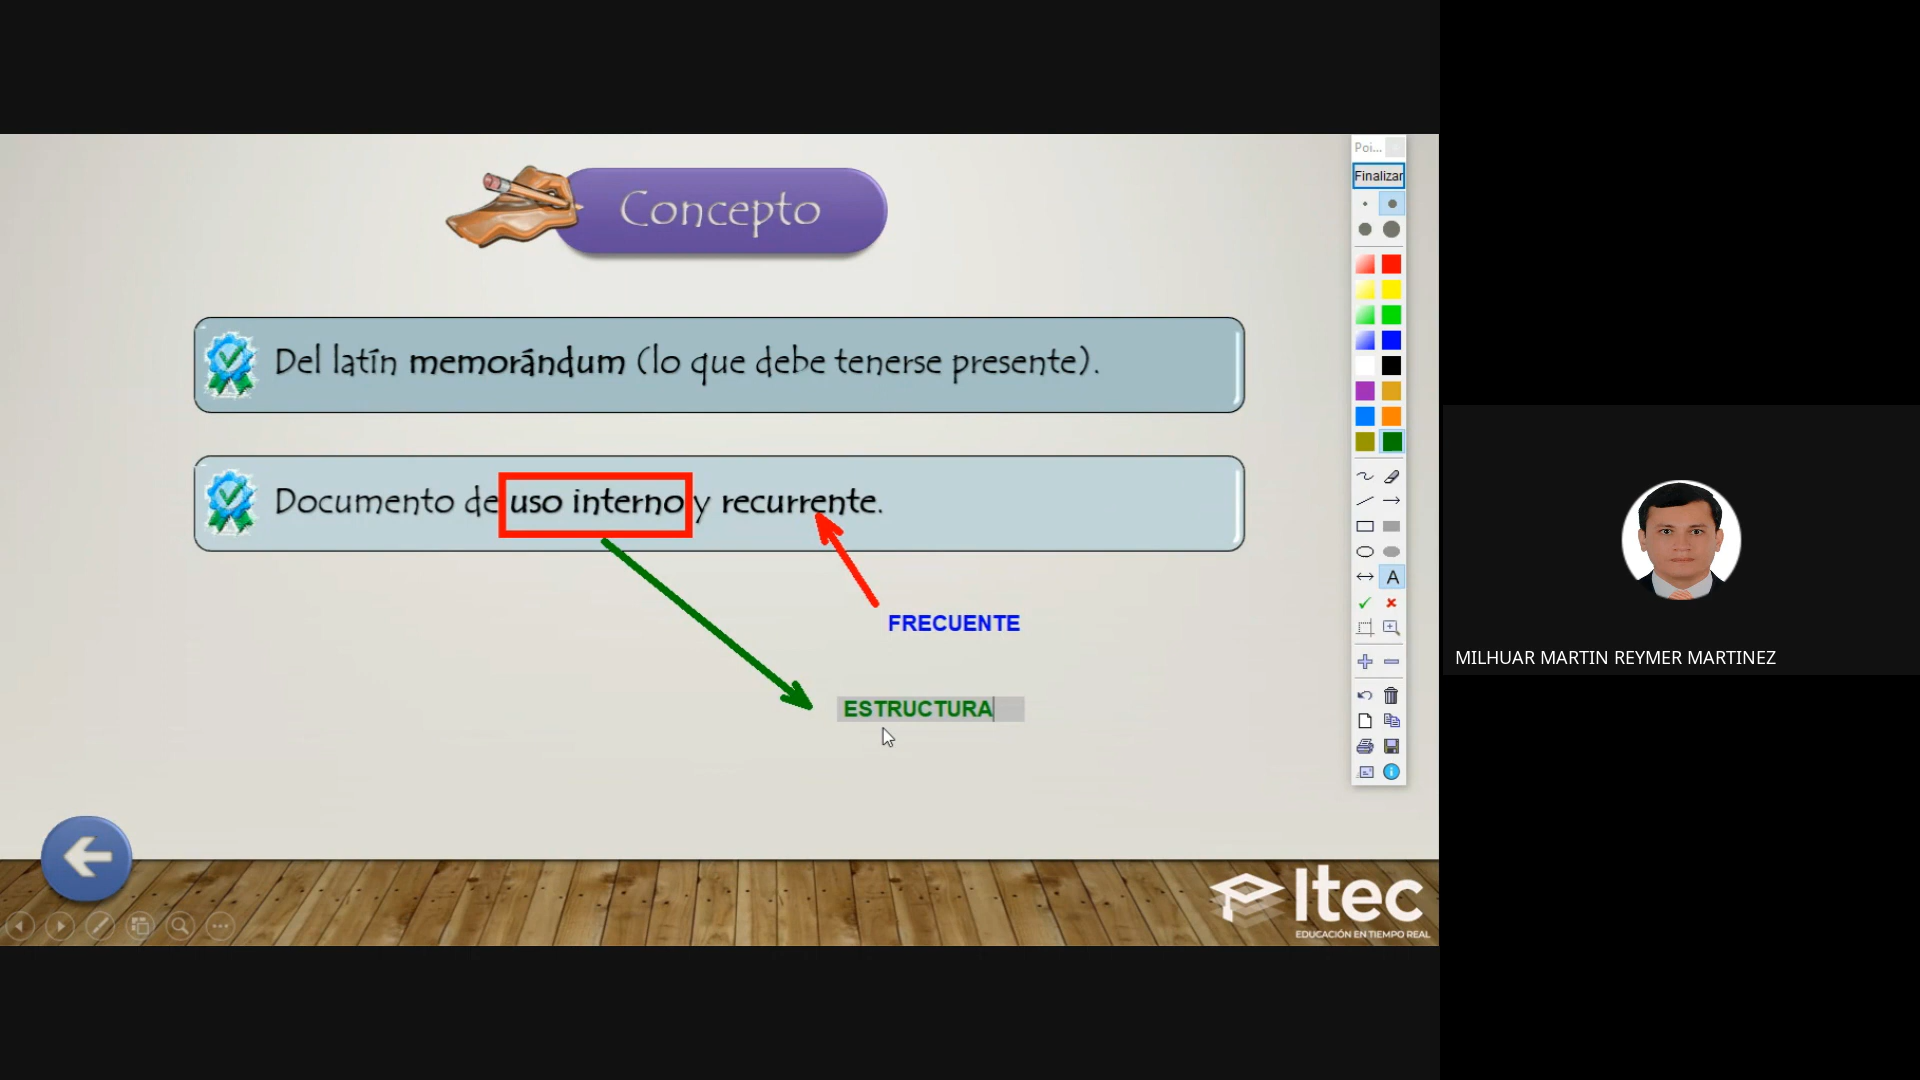 Poi...
Finalizar
Concepto
Del latín memorándum (lo que debe tenerse presente).
Documento de uso interno y recurrente.
FRECUENTE
ESTRUCTURA
A
MILHUAR MARTIN REYMER MARTINEZ
Itec
EDUCACIÓN EN TIEMPO REAL